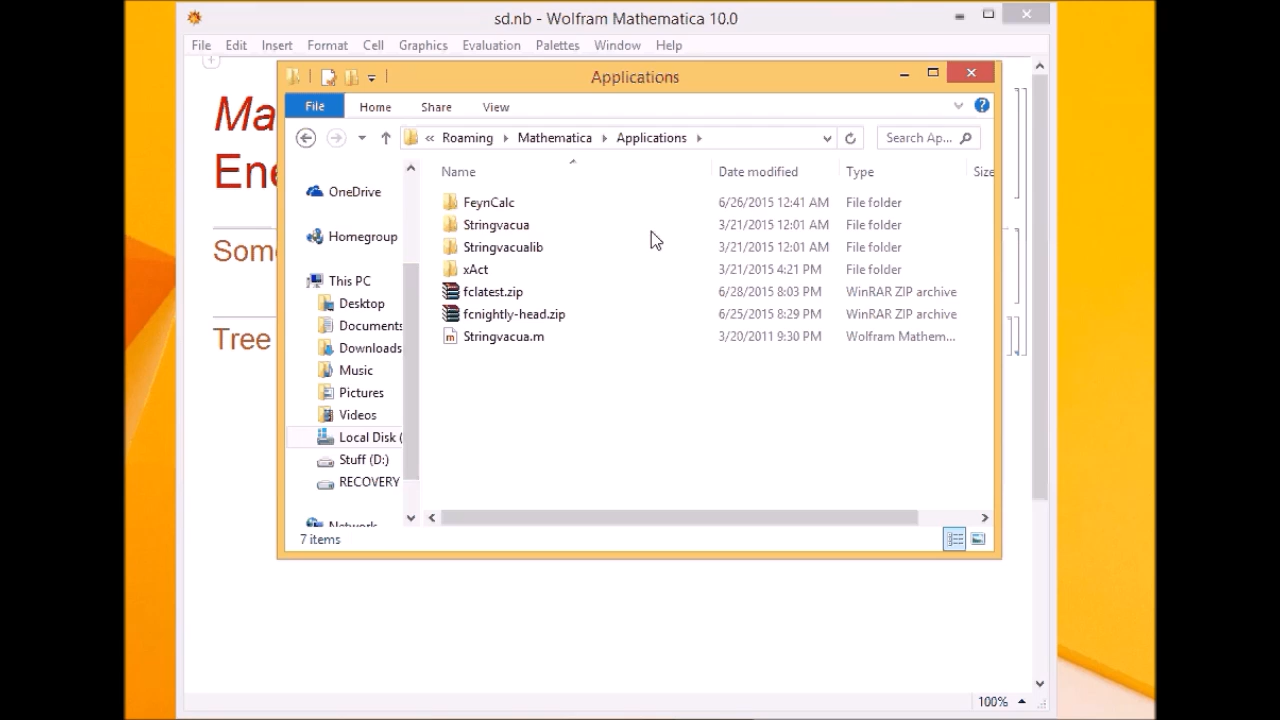 sd.nb - Wolfram Mathematica 10.0
File Edit Insert Format Cell Graphics Evaluation Palettes Window Help
Applications
File Home Share View
« Roaming Mathematica Applications Search Ap...
Name Date modified Type Size
FeynCalc 6/26/2015 12:41 AM File folder
Stringvacua 3/21/2015 12:01 AM File folder
Stringvacualib 3/21/2015 12:01 AM File folder
xAct 3/21/2015 4:21 PM File folder
fclatest.zip 6/28/2015 8:03 PM WinRAR ZIP archive
fcnightly-head.zip 6/25/2015 8:29 PM WinRAR ZIP archive
Stringvacua.m 3/20/2011 9:30 PM Wolfram Mathem...
OneDrive
Homegroup
This PC
Desktop
Documents
Downloads
Music
Pictures
Videos
Local Disk (
Stuff (D:)
RECOVERY
Network
7 items
Ma
Ene
Some
Tree
100%